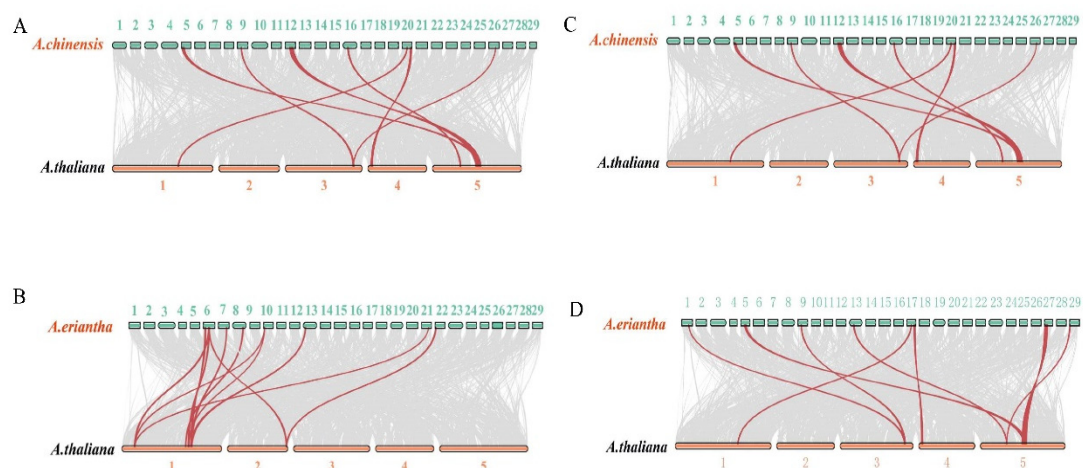 A
1 2 3 4 5 6 7 8 9 10 11 12 13 14 15 16 17 18 19 20 21 22 23 24 25 26 27 28 29
A.chinensis
A.thaliana
1 2 3 4 5
C
1 2 3 4 5 6 7 8 9 10 11 12 13 14 15 16 17 18 19 20 21 22 23 24 25 26 27 28 29
A.chinensis
A.thaliana
1 2 3 4 5
B
1 2 3 4 5 6 7 8 9 10 11 12 13 14 15 16 17 18 19 20 21 22 23 24 25 26 27 28 29
A.eriantha
A.thaliana
1 2 3 4 5
D
1 2 3 4 5 6 7 8 9 10 11 12 13 14 15 16 17 18 19 20 21 22 23 24 25 26 27 28 29
A.eriantha
A.thaliana
1 2 3 4 5